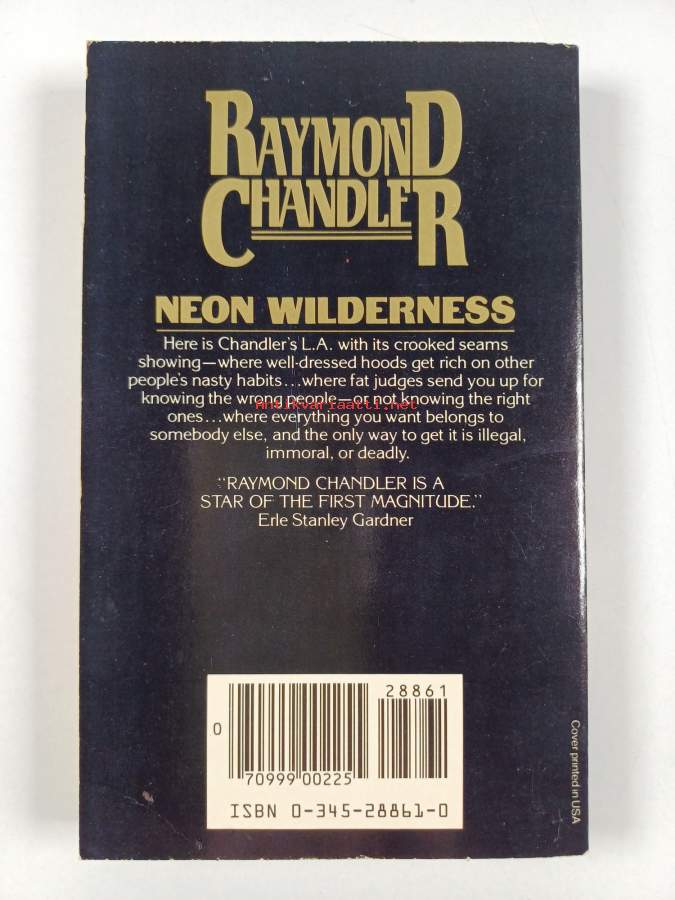 RAYMOND
CHANDLER
NEON WILDERNESS
Here is Chandler's L.A. with its crooked seams
showing—where well-dressed hoods get rich on other
people's nasty habits...where fat judges send you up for
knowing the wrong people—or not knowing the right
Antikvariaatti.net
ones...where everything you want belongs to
somebody else, and the only way to get it is illegal,
immoral, or deadly.
"RAYMOND CHANDLER IS A
STAR OF THE FIRST MAGNITUDE."
Erle Stanley Gardner
28861
0
70999 00225
ISBN 0-345-28861-0
Cover printed in USA